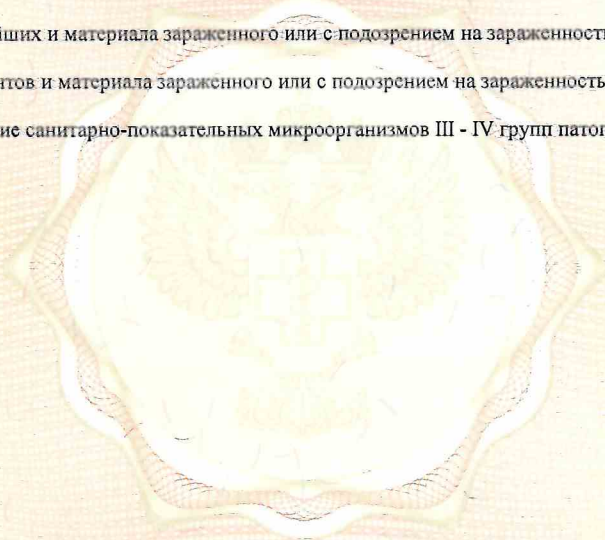 йших и материала зараженного или с подозрением на зараженность
нтов и материала зараженного или с подозрением на зараженность
ие санитарно-показательных микроорганизмов III - IV групп патог